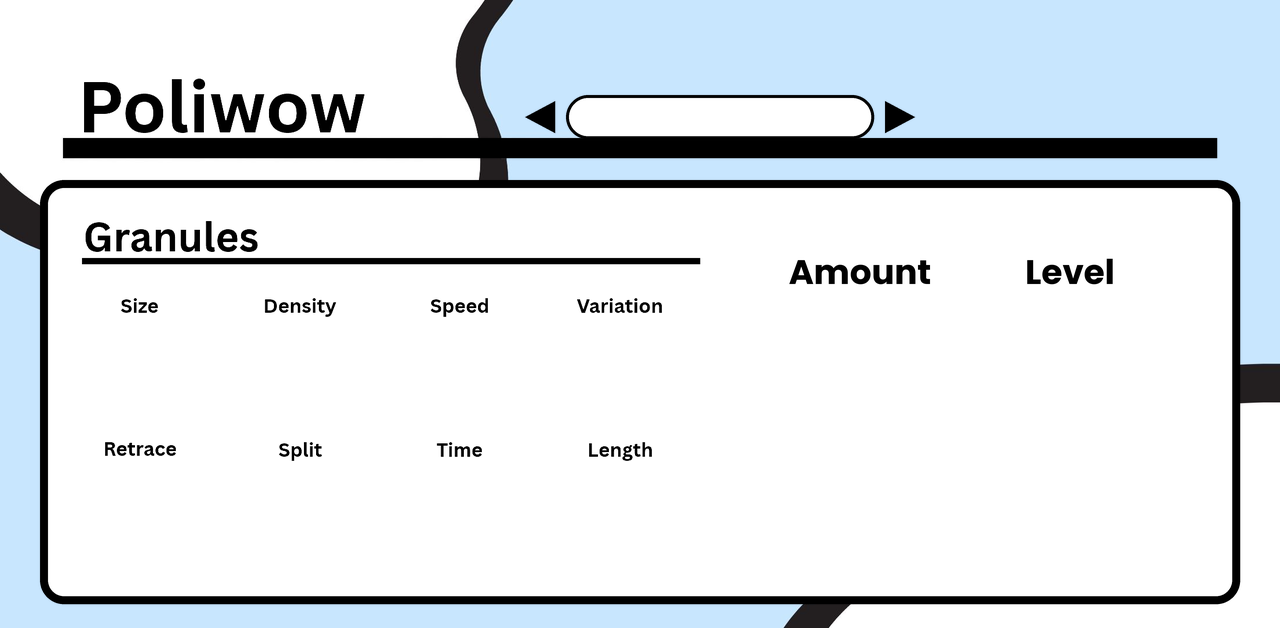 Poliwow
Granules
Amount Level
Size Density Speed Variation
Retrace Split Time Length